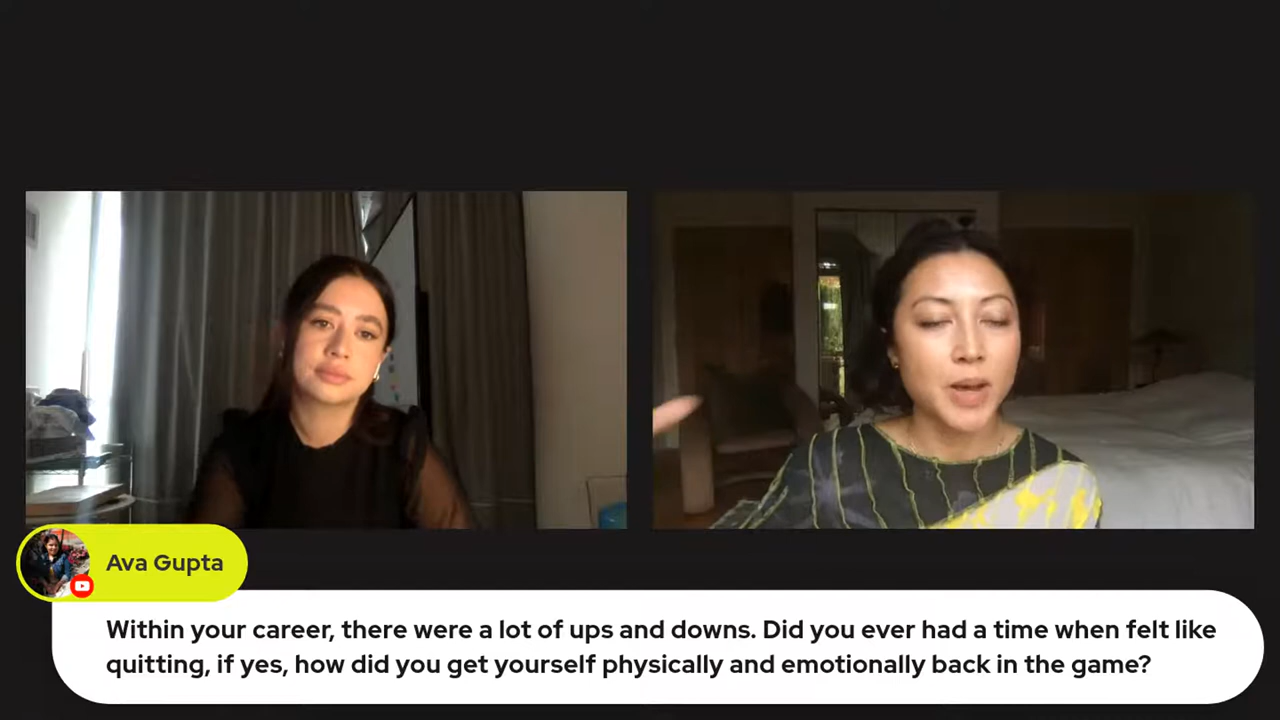 Ava Gupta
Within your career, there were a lot of ups and downs. Did you ever had a time when felt like
quitting, if yes, how did you get yourself physically and emotionally back in the game?